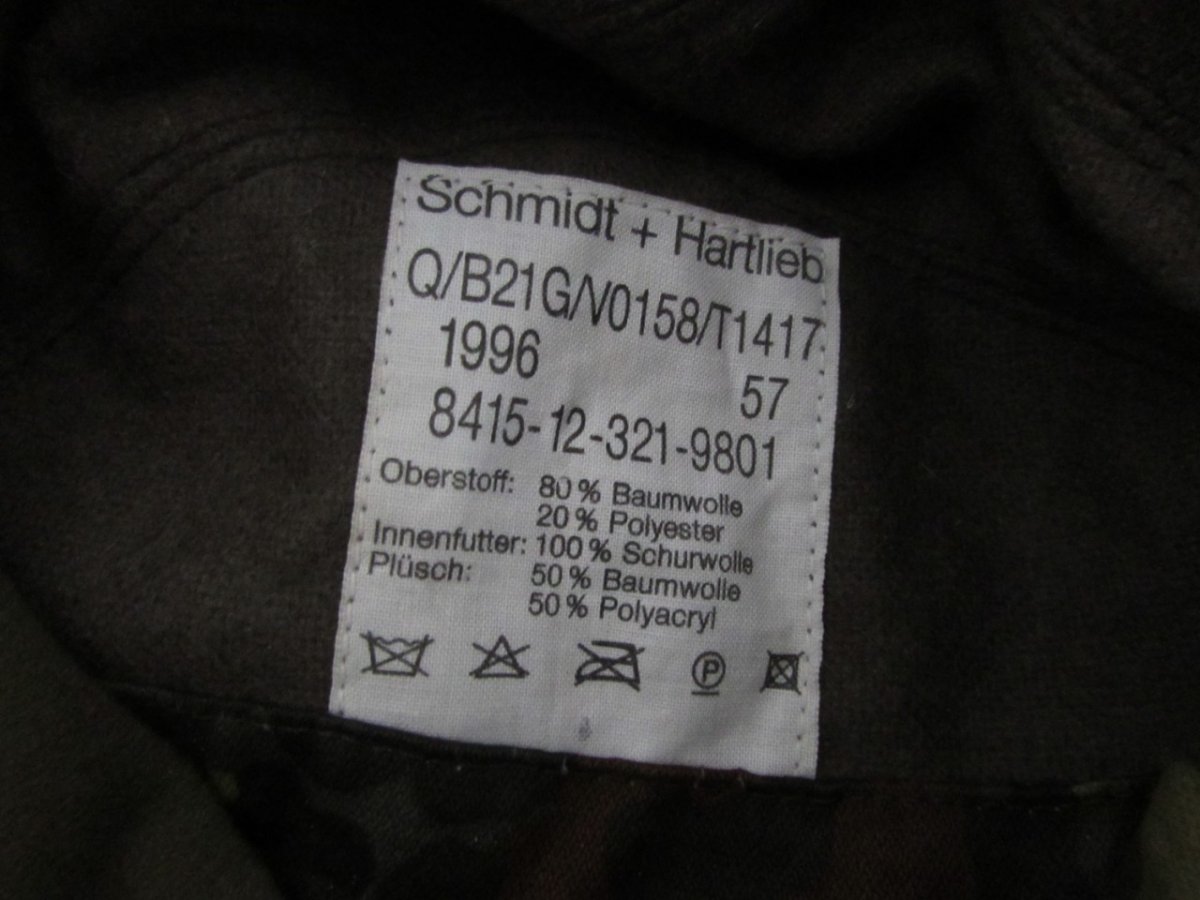 Schmidt + Hartlieb
Q/B21G/V0158/T1417
1996 57
8415-12-321-9801
Oberstoff: 80 % Baumwolle
20 % Polyester
Innenfutter: 100 % Schurwolle
Plüsch: 50 % Baumwolle
50 % Polyacryl
P